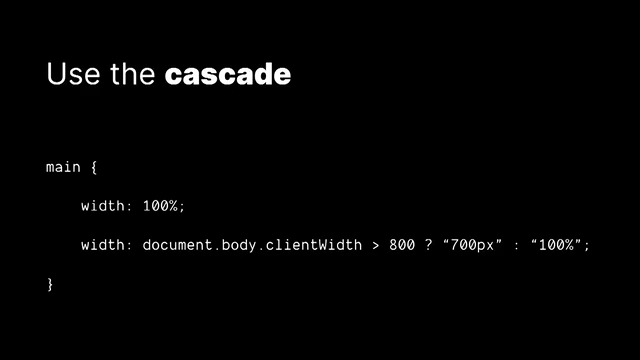 Use the cascade
main {
width: 100%;
width: document.body.clientWidth > 800 ? “700px” : “100%”;
}